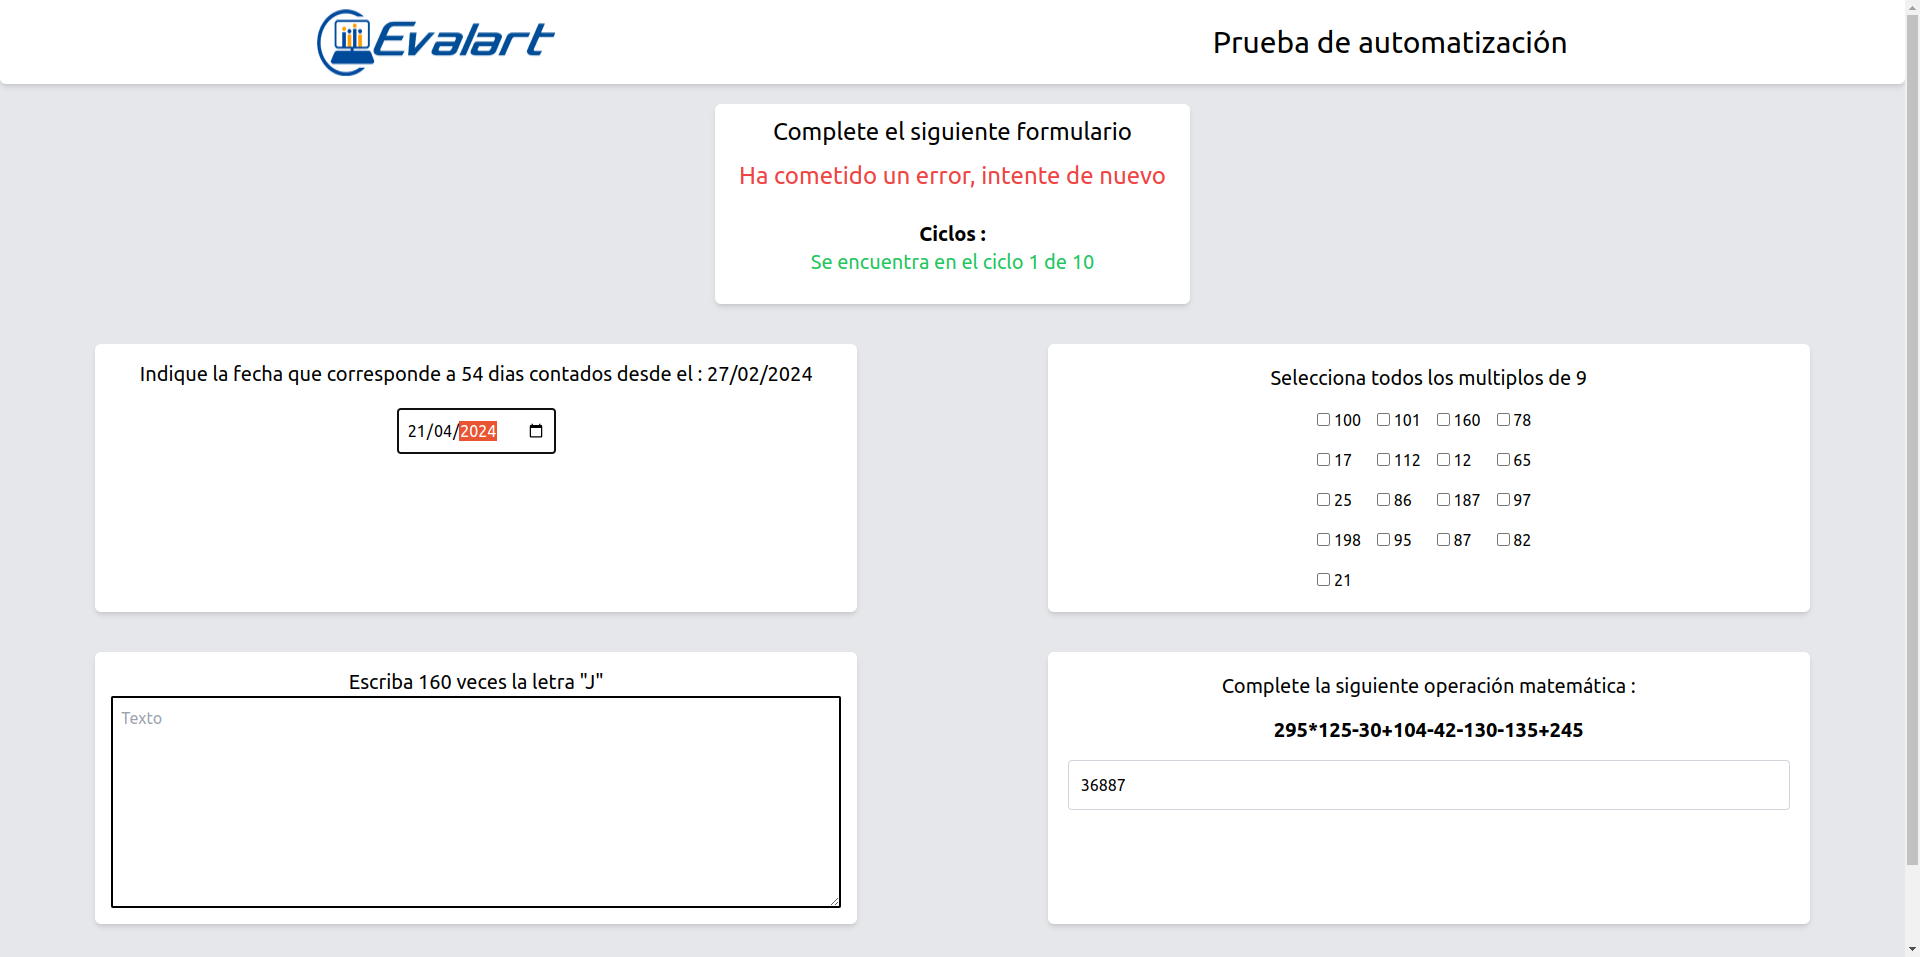 Evalart
Prueba de automatización
Complete el siguiente formulario
Ha cometido un error, intente de nuevo
Ciclos :
Se encuentra en el ciclo 1 de 10
Indique la fecha que corresponde a 54 dias contados desde el : 27/02/2024
21/04/2024
Selecciona todos los multiplos de 9
100 101 160 78
17 112 12 65
25 86 187 97
198 95 87 82
21
Escriba 160 veces la letra "J"
Texto
Complete la siguiente operación matemática :
295*125-30+104-42-130-135+245
36887